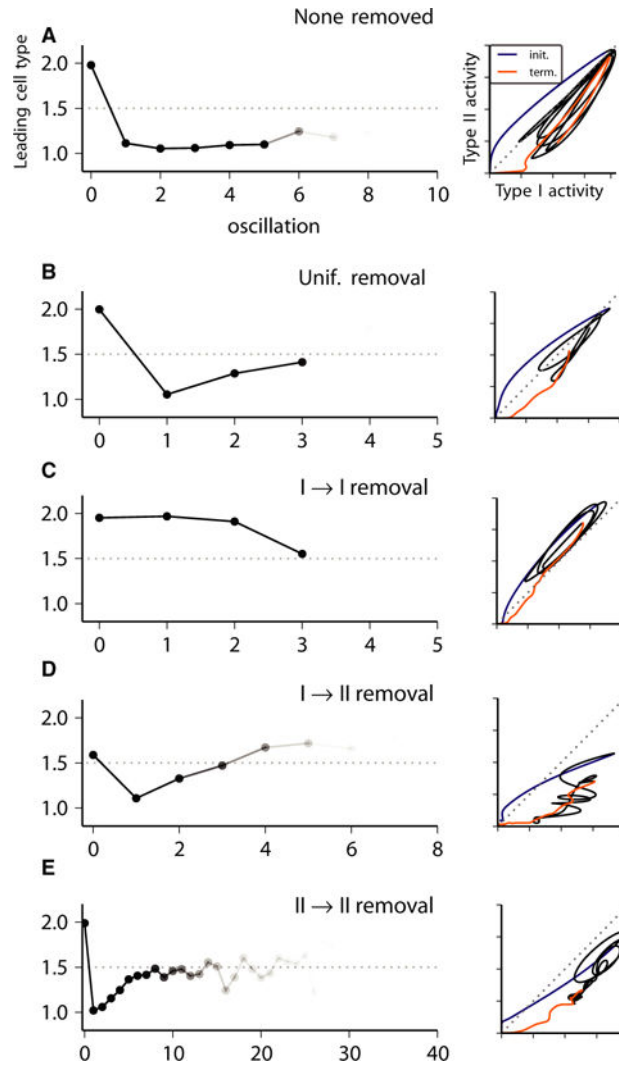 None removed
A
Leading cell type
2.0
1.5
1.0
0 2 4 6 8 10
oscillation
init.
term.
Type II activity
Type I activity
B
Unif. removal
2.0
1.5
1.0
0 1 2 3 4 5
C
I → I removal
2.0
1.5
1.0
0 1 2 3 4 5
D
I → II removal
2.0
1.5
1.0
0 2 4 6 8
E
II → II removal
2.0
1.5
1.0
0 10 20 30 40